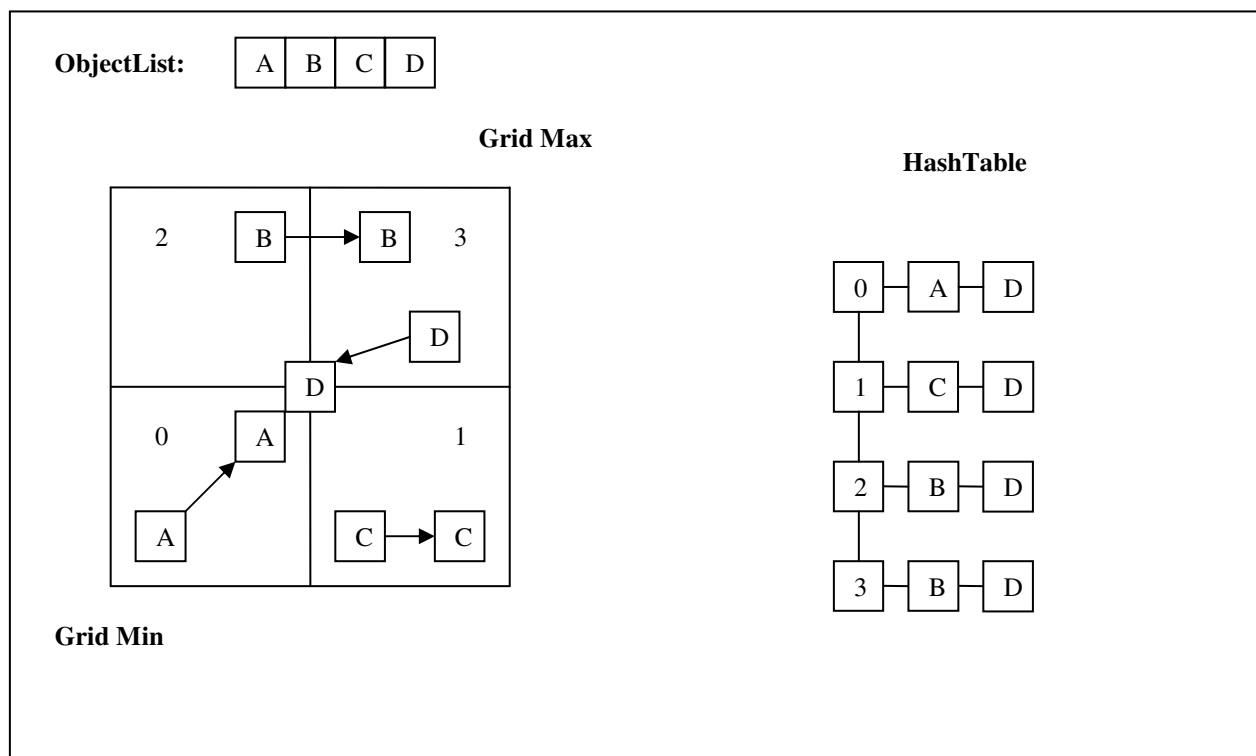 ObjectList: A B C D
Grid Max
HashTable
2 B B 3
D
D
0 A 1
A C C
Grid Min
0 A D
1 C D
2 B D
3 B D